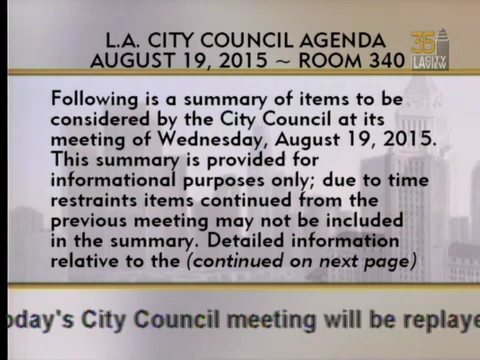 L.A. CITY COUNCIL AGENDA
AUGUST 19, 2015 ~ ROOM 340
35
LACITY
VIEW
Following is a summary of items to be
considered by the City Council at its
meeting of Wednesday, August 19, 2015.
This summary is provided for
informational purposes only; due to time
restraints items continued from the
previous meeting may not be included
in the summary. Detailed information
relative to the (continued on next page)
oday's City Council meeting will be replaye